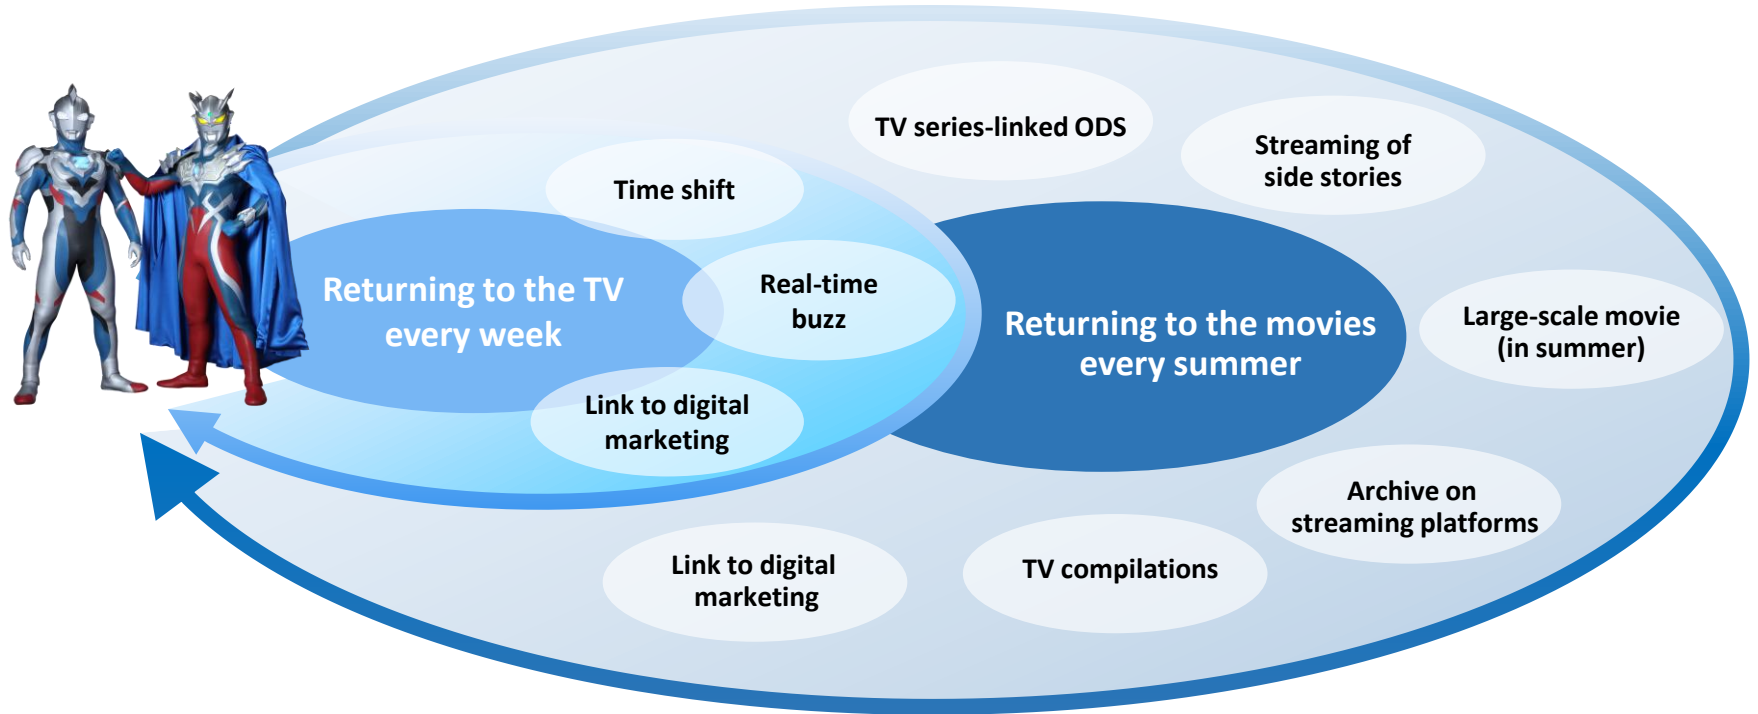 TV series-linked ODS
Streaming of
side stories
Time shift
Real-time
buzz
Returning to the TV
every week
Link to digital
marketing
Returning to the movies
every summer
Large-scale movie
(in summer)
Archive on
streaming platforms
TV compilations
Link to digital
marketing